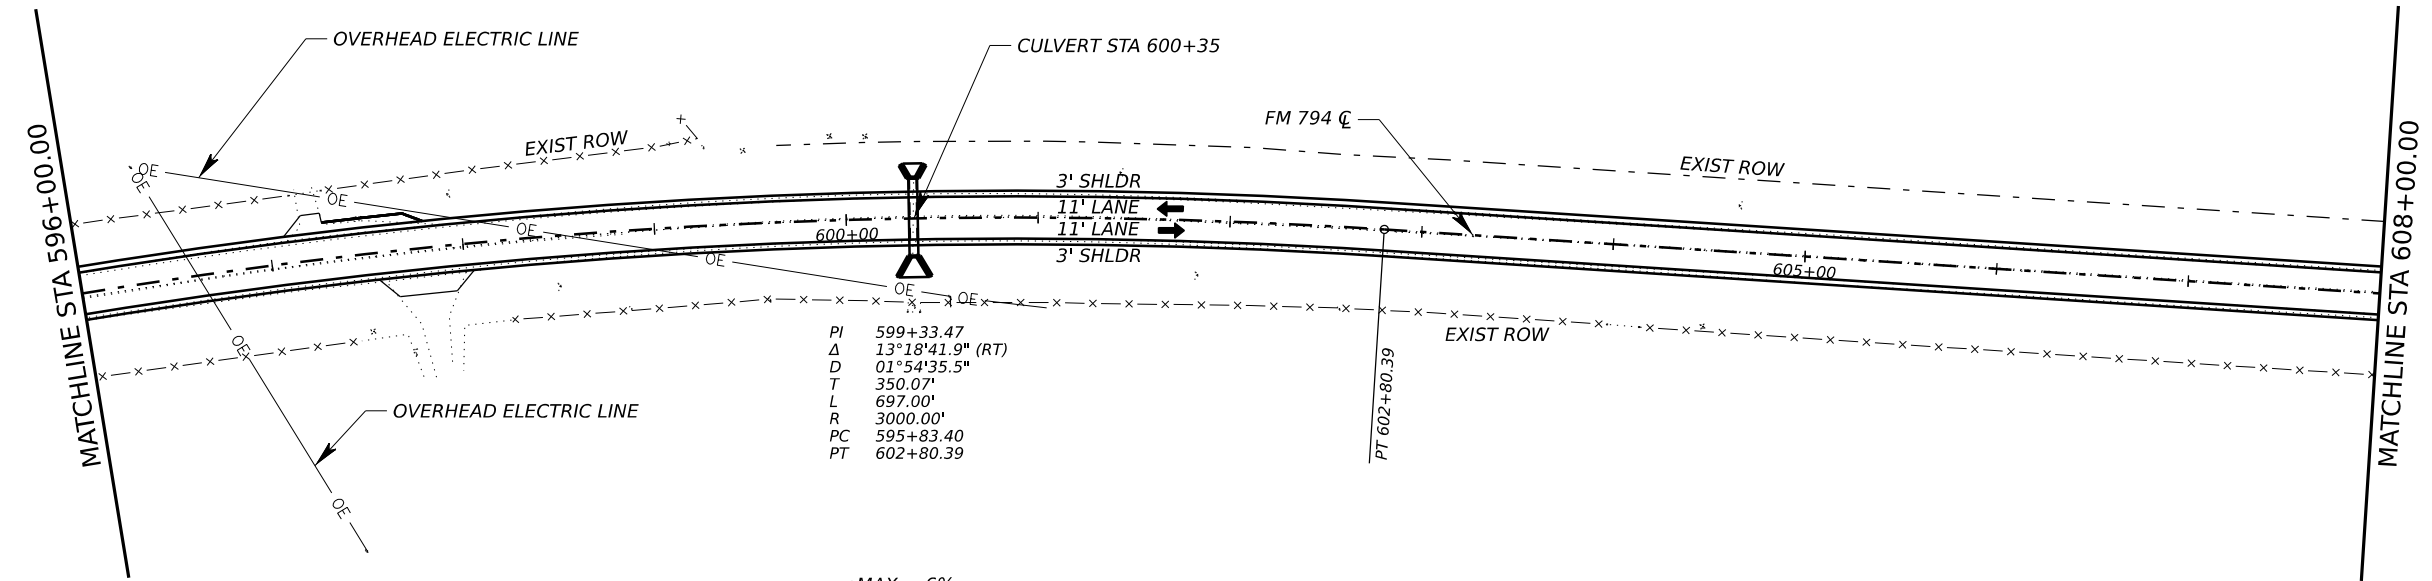 OVERHEAD ELECTRIC LINE
CULVERT STA 600+35
FM 794 ℄
EXIST ROW
EXIST ROW
MATCHLINE STA 596+00.00
MATCHLINE STA 608+00.00
OE
OE
OE
3' SHLDR
11' LANE
11' LANE
3' SHLDR
OE
600+00
OE
605+00
OE
OE
OE
EXIST ROW
PI 599+33.47
Δ 13°18'41.9" (RT)
D 01°54'35.5"
T 350.07'
L 697.00'
R 3000.00'
PC 595+83.40
PT 602+80.39
PT 602+80.39
OVERHEAD ELECTRIC LINE
OE